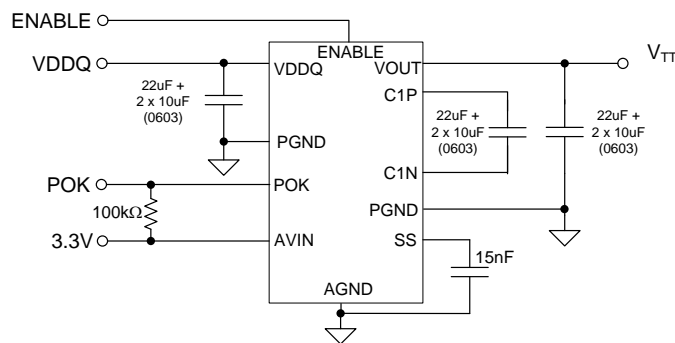 ENABLE
ENABLE
VDDQ
VDDQ
VOUT
VTT
C1P
22uF +
2 x 10uF
(0603)
22uF +
2 x 10uF
(0603)
22uF +
2 x 10uF
(0603)
PGND
C1N
POK
POK
100kΩ
PGND
3.3V
AVIN
SS
15nF
AGND